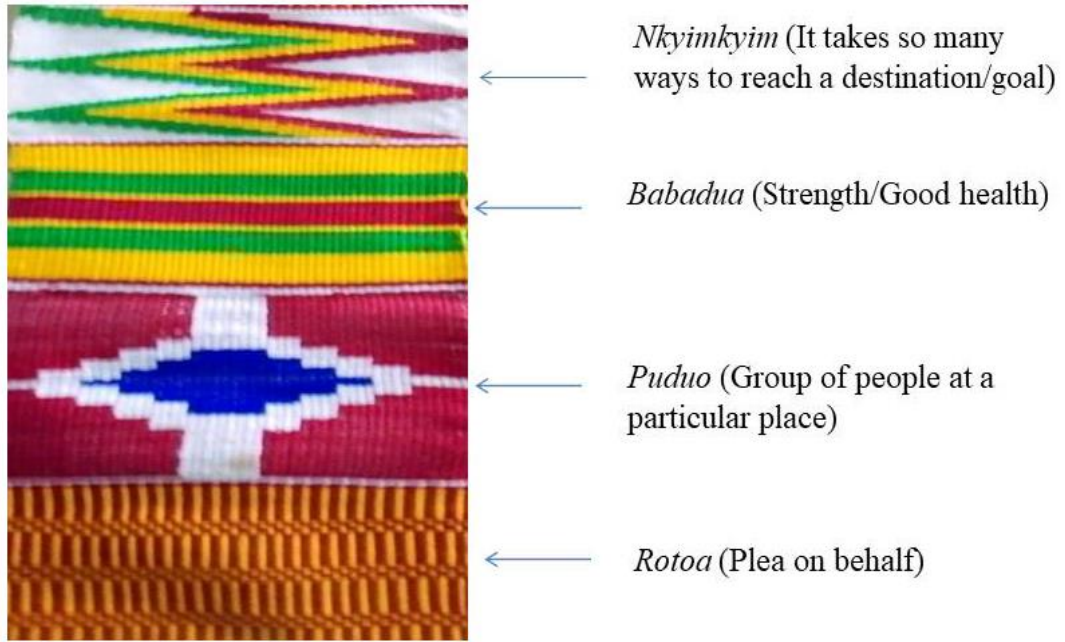 Nkyimkyim (It takes so many
ways to reach a destination/goal)
Babadua (Strength/Good health)
Puduo (Group of people at a
particular place)
Rotoa (Plea on behalf)